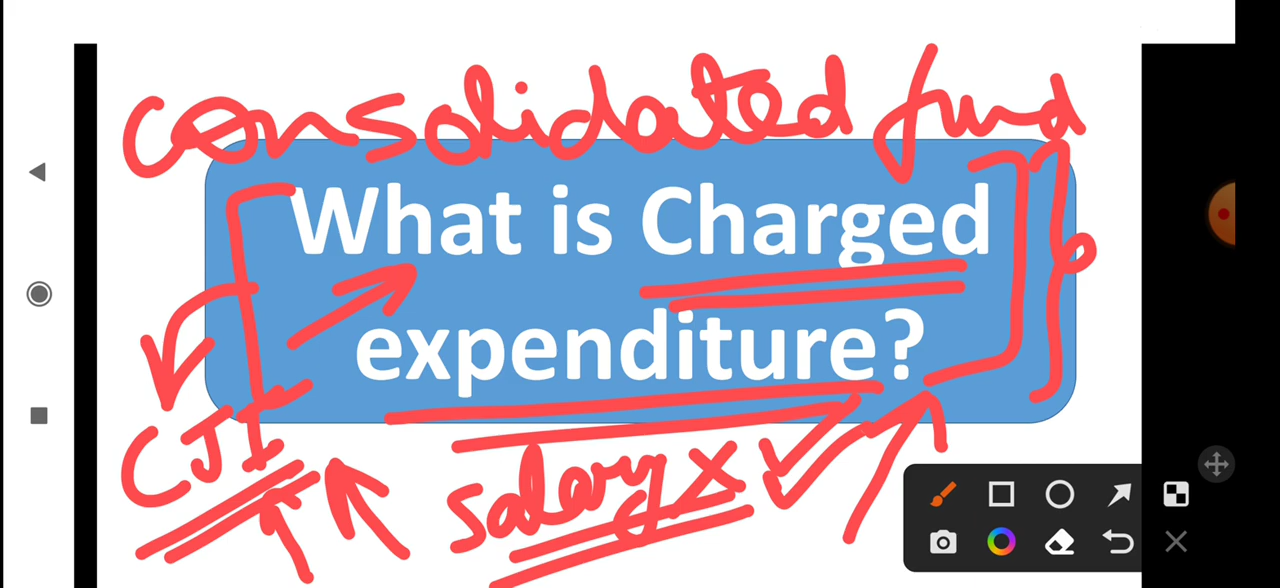 consolidated fund
What is Charged
expenditure?
CJI
salary